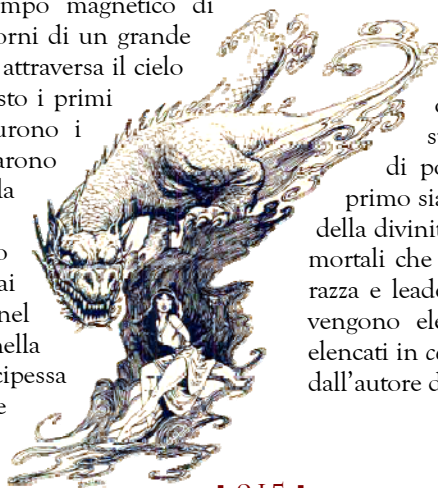 mpo magnetico di
orni di un grande
attraversa il cielo
sto i primi
urono i
arono
la
o
ai
nel
nella
cipessa
e
s
di po
primo sia
della divinit
mortali che
razza e leade
vengono ele
elencati in ce
dall'autore d